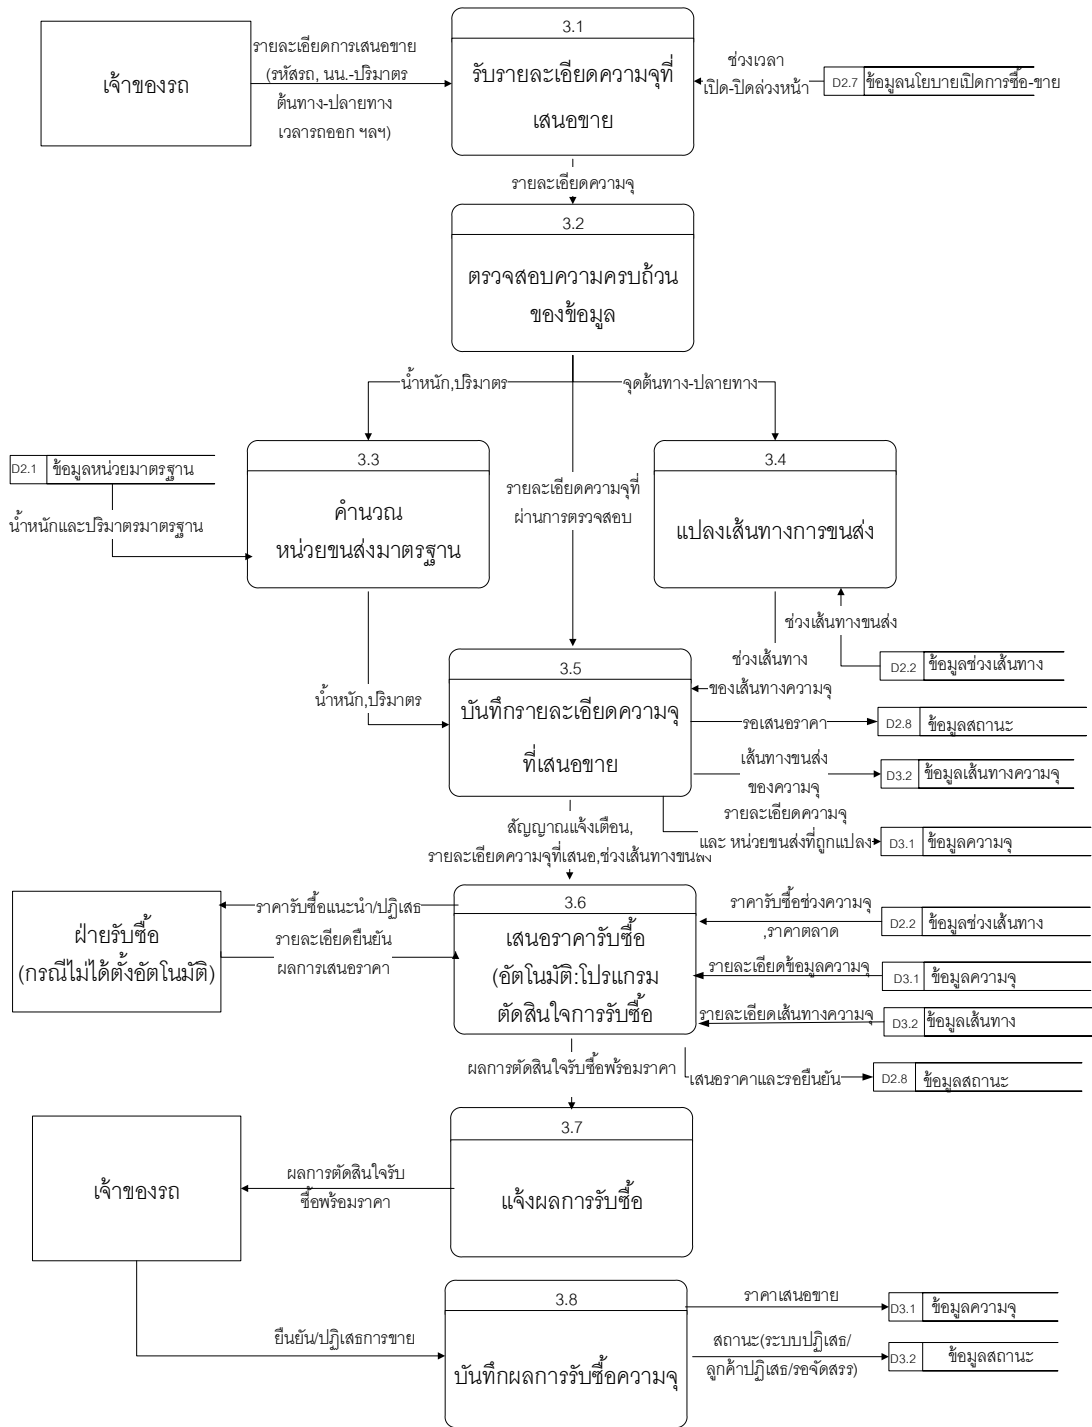 3.1
รายละเอียดการเสนอขาย
(รหัสรถ, นน.-ปริมาตร
ต้นทาง-ปลายทาง
เวลารถออก ฯลฯ)
เจ้าของรถ
รับรายละเอียดความจุที่
เสนอขาย
ช่วงเวลา
เปิด-ปิดล่วงหน้า
D2.7 ข้อมูลนโยบายเปิดการซื้อ-ขาย
รายละเอียดความจุ
3.2
ตรวจสอบความครบถ้วน
ของข้อมูล
น้ำหนัก,ปริมาตร
จุดต้นทาง-ปลายทาง
D2.1 ข้อมูลหน่วยมาตรฐาน
น้ำหนักและปริมาตรมาตรฐาน
3.3
คำนวณ
หน่วยขนส่งมาตรฐาน
รายละเอียดความจุที่
ผ่านการตรวจสอบ
3.4
แปลงเส้นทางการขนส่ง
ช่วงเส้นทางขนส่ง
D2.2 ข้อมูลช่วงเส้นทาง
ช่วงเส้นทาง
ของเส้นทางความจุ
น้ำหนัก,ปริมาตร
3.5
บันทึกรายละเอียดความจุ
ที่เสนอขาย
รอเสนอราคา
D2.8 ข้อมูลสถานะ
เส้นทางขนส่ง
ของความจุ
D3.2 ข้อมูลเส้นทางความจุ
รายละเอียดความจุ
และ หน่วยขนส่งที่ถูกแปลง
D3.1 ข้อมูลความจุ
สัญญาณแจ้งเตือน,
รายละเอียดความจุที่เสนอ,ช่วงเส้นทางขนส่ง
ฝ่ายรับซื้อ
(กรณีไม่ได้ตั้งอัตโนมัติ)
ราคารับซื้อแนะนำ/ปฏิเสธ
รายละเอียดยืนยัน
ผลการเสนอราคา
3.6
เสนอราคารับซื้อ
(อัตโนมัติ:โปรแกรม
ตัดสินใจการรับซื้อ
ราคารับซื้อช่วงความจุ
,ราคาตลาด
D2.2 ข้อมูลช่วงเส้นทาง
รายละเอียดข้อมูลความจุ
D3.1 ข้อมูลความจุ
รายละเอียดเส้นทางความจุ
D3.2 ข้อมูลเส้นทาง
ผลการตัดสินใจรับซื้อพร้อมราคา
เสนอราคาและรอยืนยัน
D2.8 ข้อมูลสถานะ
3.7
แจ้งผลการรับซื้อ
ผลการตัดสินใจรับ
ซื้อพร้อมราคา
เจ้าของรถ
ยืนยัน/ปฏิเสธการขาย
3.8
บันทึกผลการรับซื้อความจุ
ราคาเสนอขาย
D3.1 ข้อมูลความจุ
สถานะ(ระบบปฏิเสธ/
ลูกค้าปฏิเสธ/รอจัดสรร)
D3.2 ข้อมูลสถานะ